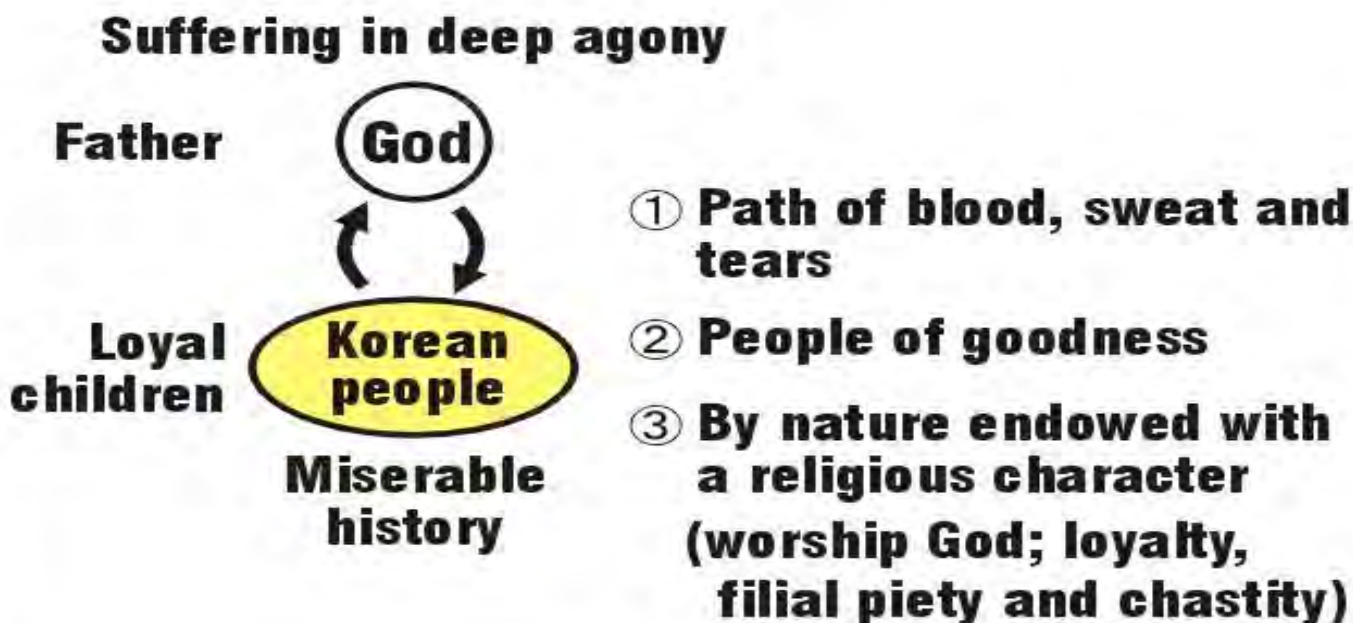 Suffering in deep agony
Father
God
Loyal
children
Korean
people
Miserable
history
① Path of blood, sweat and
tears
② People of goodness
③ By nature endowed with
a religious character
(worship God; loyalty,
filial piety and chastity)